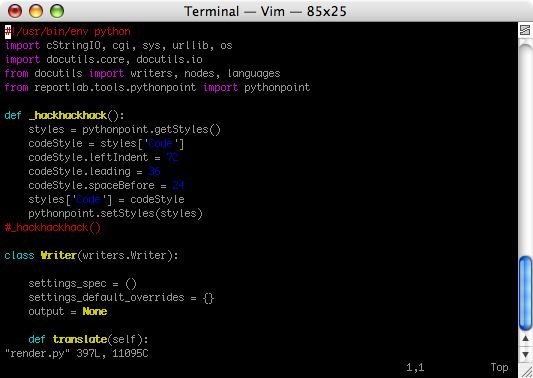 Terminal — Vim — 85x25
#!/usr/bin/env python
import cStringIO, cgi, sys, urllib, os
import docutils.core, docutils.io
from docutils import writers, nodes, languages
from reportlab.tools.pythonpoint import pythonpoint
def _hackhackhack():
    styles = pythonpoint.getStyles()
    codeStyle = styles['Code']
    codeStyle.leftIndent = 72
    codeStyle.leading = 36
    codeStyle.spaceBefore = 24
    styles['Code'] = codeStyle
    pythonpoint.setStyles(styles)
#_hackhackhack()
class Writer(writers.Writer):
    settings_spec = ()
    settings_default_overrides = {}
    output = None
    def translate(self):
"render.py" 397L, 11095C
1,1 Top